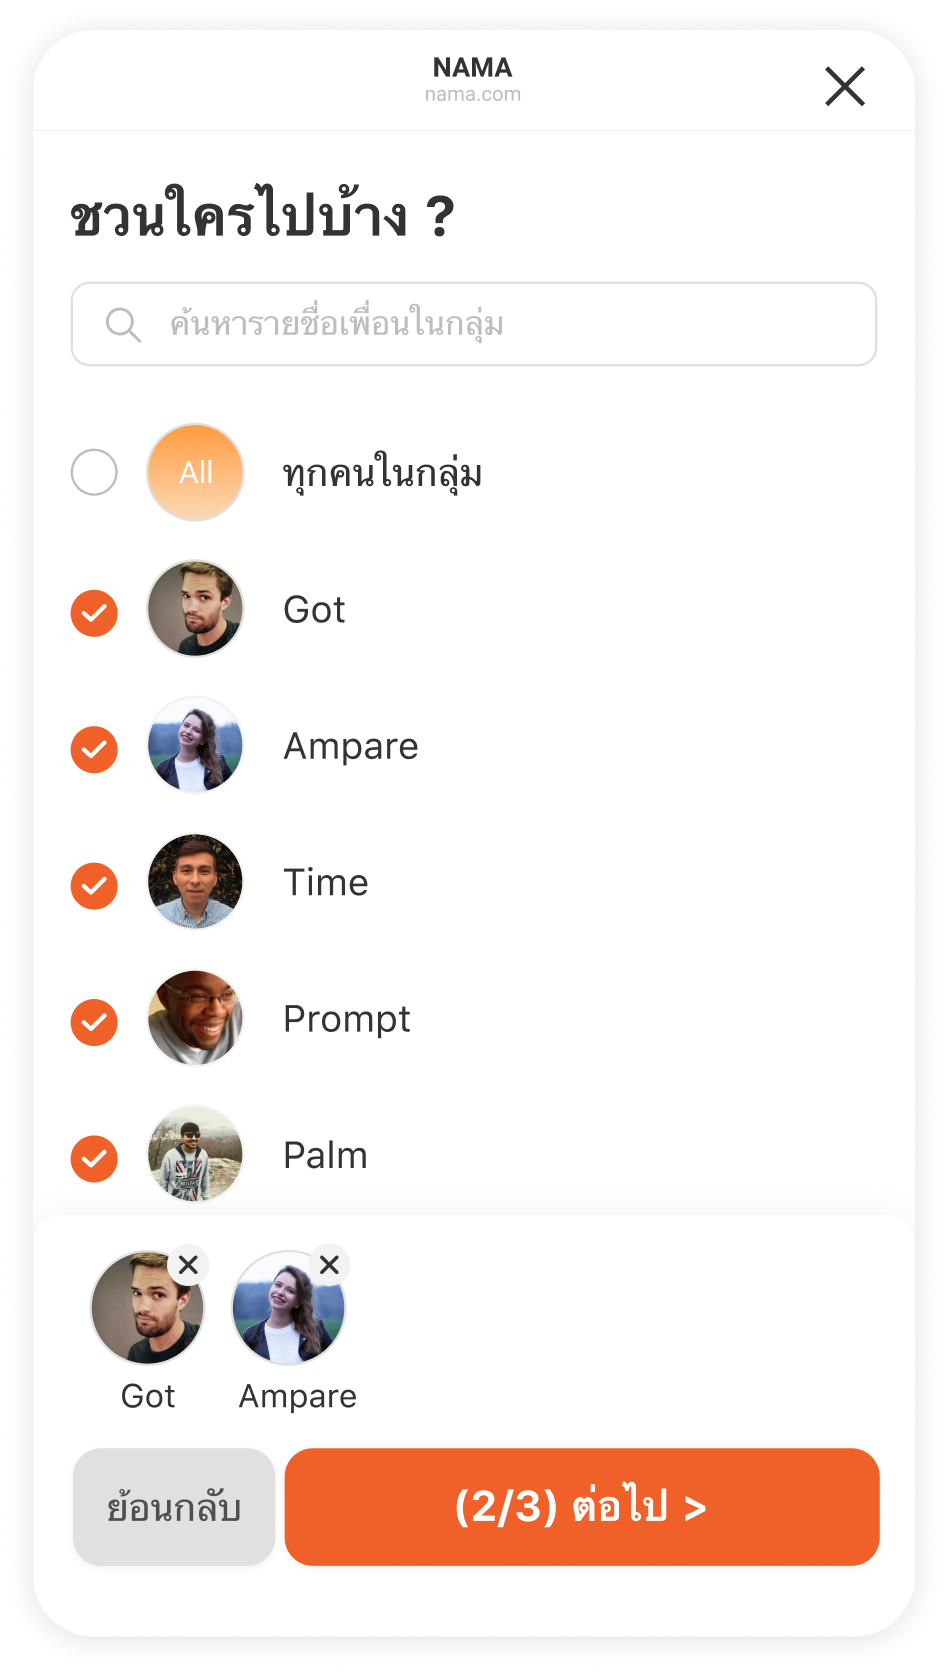 NAMA
nama.com
ชวนใครไปบ้าง ?
ค้นหารายชื่อเพื่อนในกลุ่ม
All
ทุกคนในกลุ่ม
Got
Ampare
Time
Prompt
Palm
Got
Ampare
ย้อนกลับ
(2/3) ต่อไป >